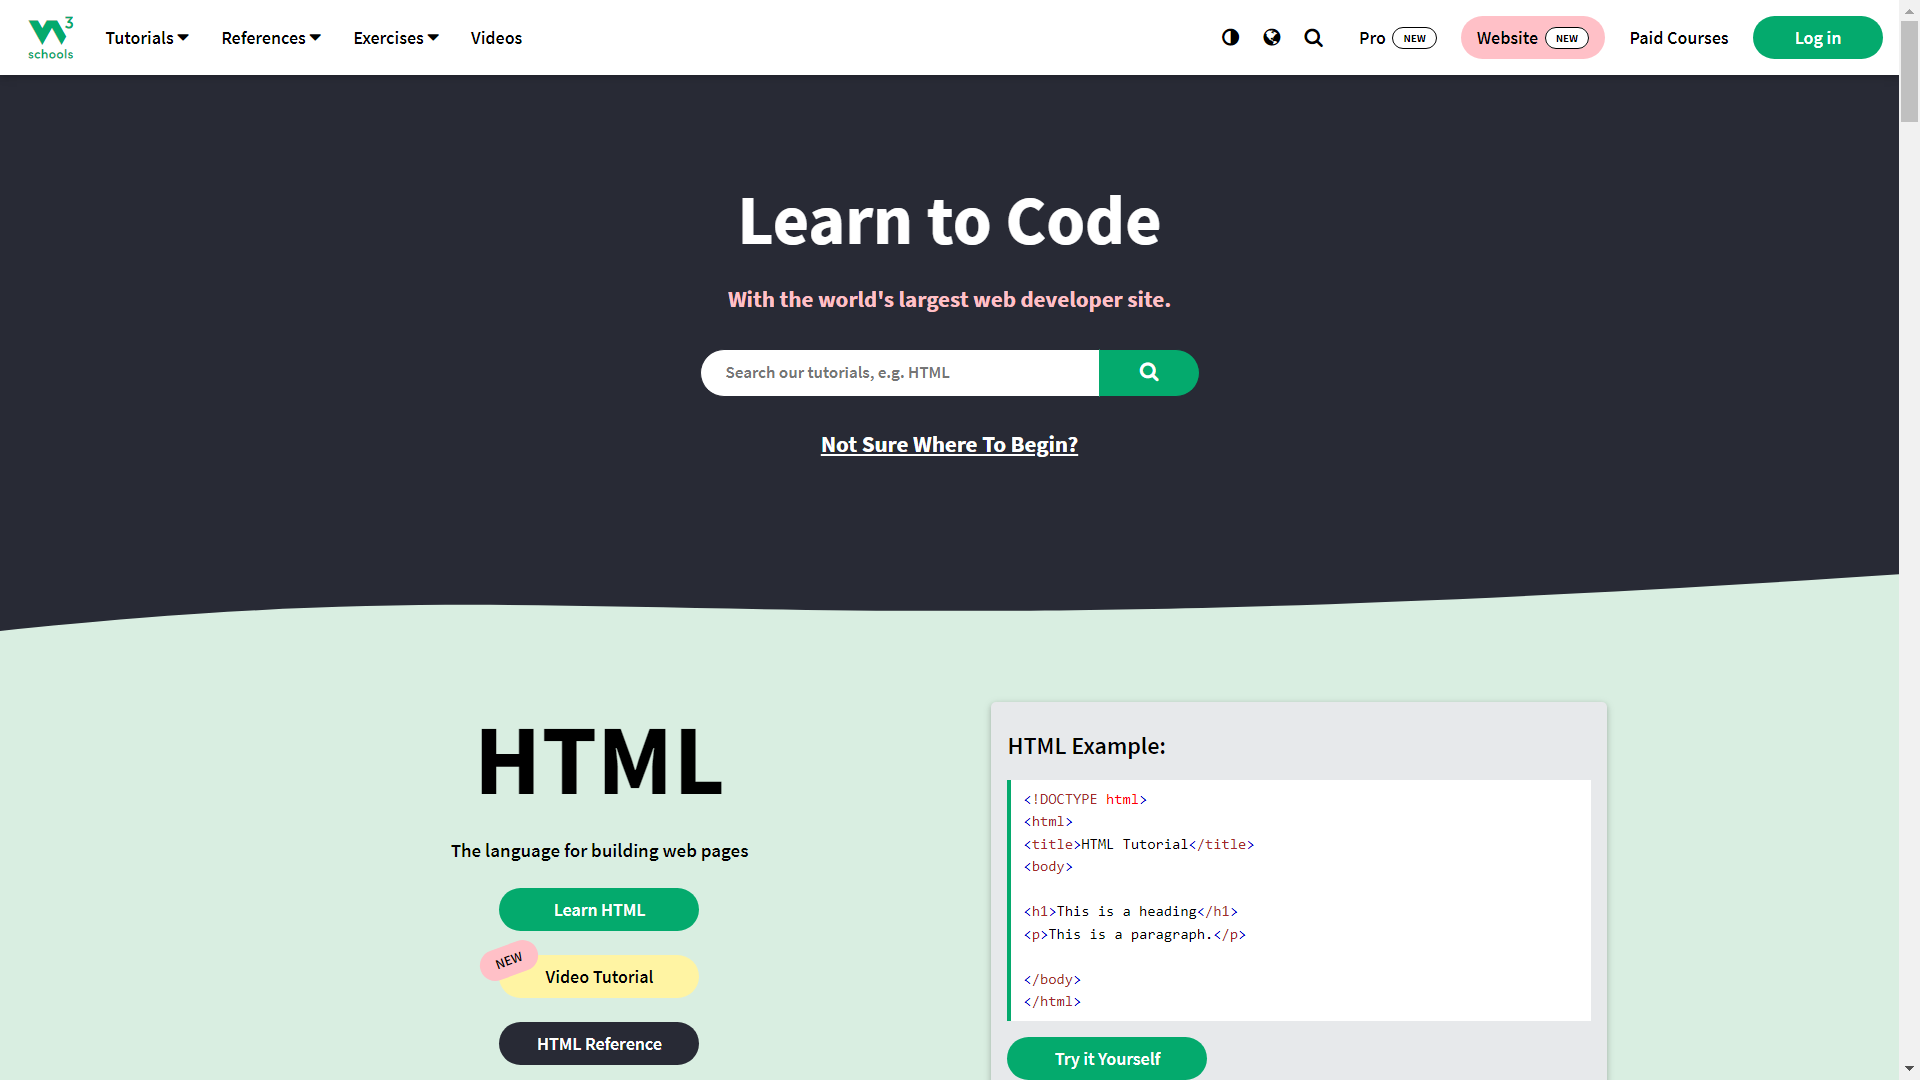 w3 schools
Tutorials
References
Exercises
Videos
Pro NEW
Website NEW
Paid Courses
Log in
Learn to Code
With the world's largest web developer site.
Search our tutorials, e.g. HTML
Not Sure Where To Begin?
HTML
The language for building web pages
Learn HTML
NEW
Video Tutorial
HTML Reference
HTML Example:
<!DOCTYPE html>
<html>
<title>HTML Tutorial</title>
<body>
<h1>This is a heading</h1>
<p>This is a paragraph.</p>
</body>
</html>
Try it Yourself